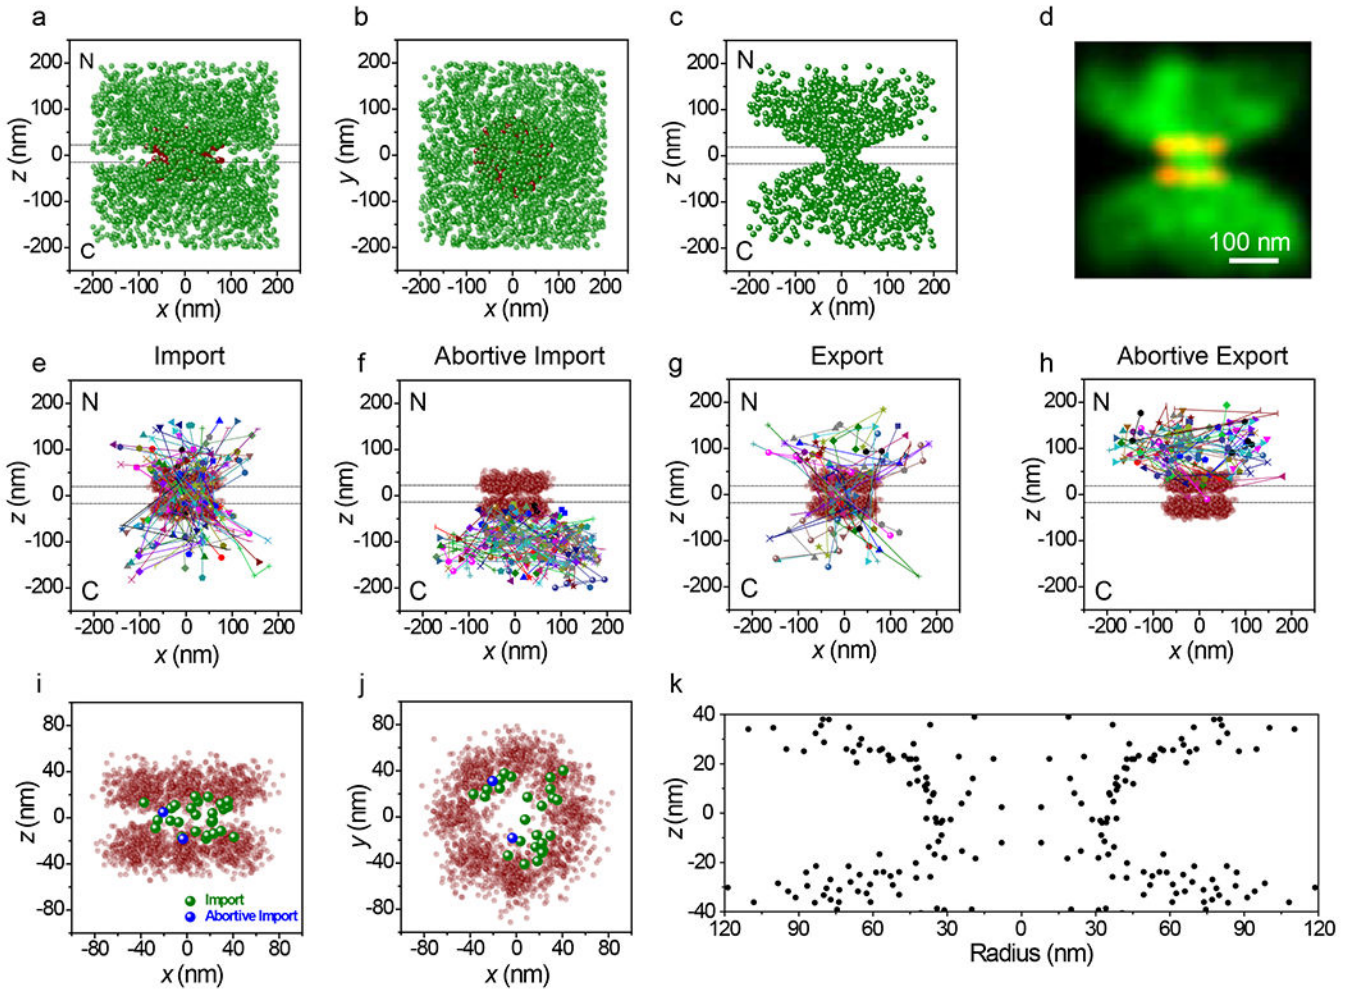 a
b
c
d
200
100
0
-100
-200
z (nm)
N
C
-200 -100 0 100 200
x (nm)
200
100
0
-100
-200
y (nm)
-200 -100 0 100 200
x (nm)
200
100
0
-100
-200
z (nm)
N
C
-200 -100 0 100 200
x (nm)
100 nm
e
Import
f
Abortive Import
g
Export
h
Abortive Export
200
100
0
-100
-200
z (nm)
N
C
-200 -100 0 100 200
x (nm)
200
100
0
-100
-200
z (nm)
N
C
-200 -100 0 100 200
x (nm)
200
100
0
-100
-200
z (nm)
N
C
-200 -100 0 100 200
x (nm)
200
100
0
-100
-200
z (nm)
N
C
-200 -100 0 100 200
x (nm)
i
j
k
80
40
0
-40
-80
z (nm)
Import
Abortive Import
-80 -40 0 40 80
x (nm)
80
40
0
-40
-80
y (nm)
-80 -40 0 40 80
x (nm)
40
20
0
-20
-40
z (nm)
120 90 60 30 0 30 60 90 120
Radius (nm)